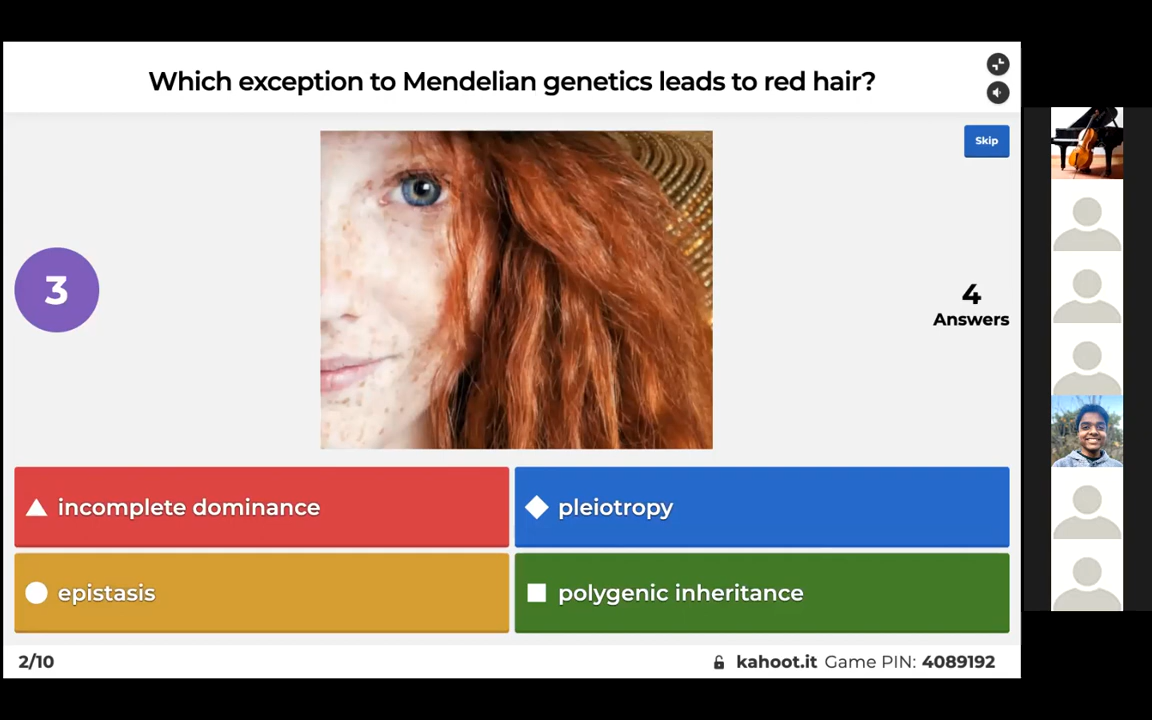 Which exception to Mendelian genetics leads to red hair?
Skip
3
4
Answers
incomplete dominance
pleiotropy
epistasis
polygenic inheritance
2/10
kahoot.it Game PIN: 4089192